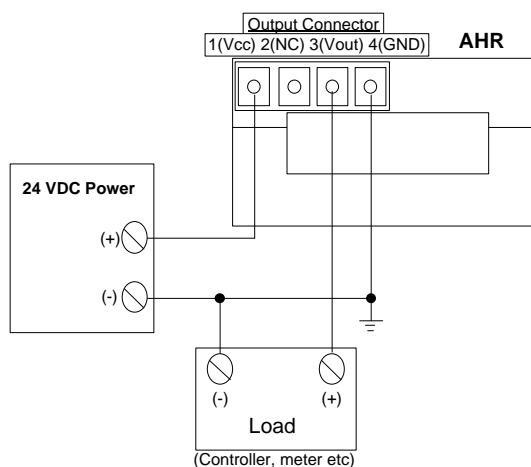 Output Connector
1(Vcc) 2(NC) 3(Vout) 4(GND)
AHR
24 VDC Power
(+)
(-)
(-)
(+)
Load
(Controller, meter etc)